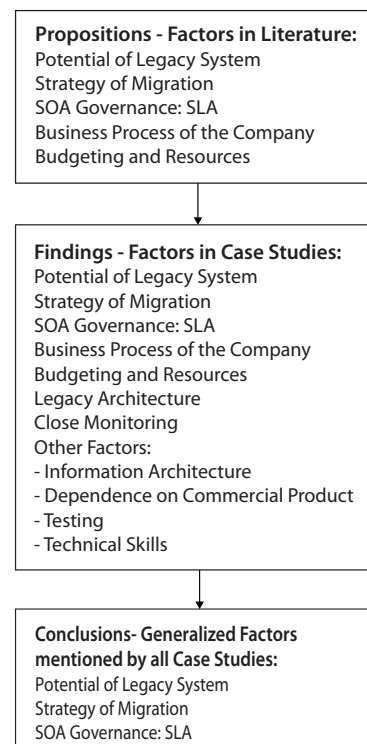 Propositions - Factors in Literature:
Potential of Legacy System
Strategy of Migration
SOA Governance: SLA
Business Process of the Company
Budgeting and Resources
Findings - Factors in Case Studies:
Potential of Legacy System
Strategy of Migration
SOA Governance: SLA
Business Process of the Company
Budgeting and Resources
Legacy Architecture
Close Monitoring
Other Factors:
- Information Architecture
- Dependence on Commercial Product
- Testing
- Technical Skills
Conclusions- Generalized Factors
mentioned by all Case Studies:
Potential of Legacy System
Strategy of Migration
SOA Governance: SLA